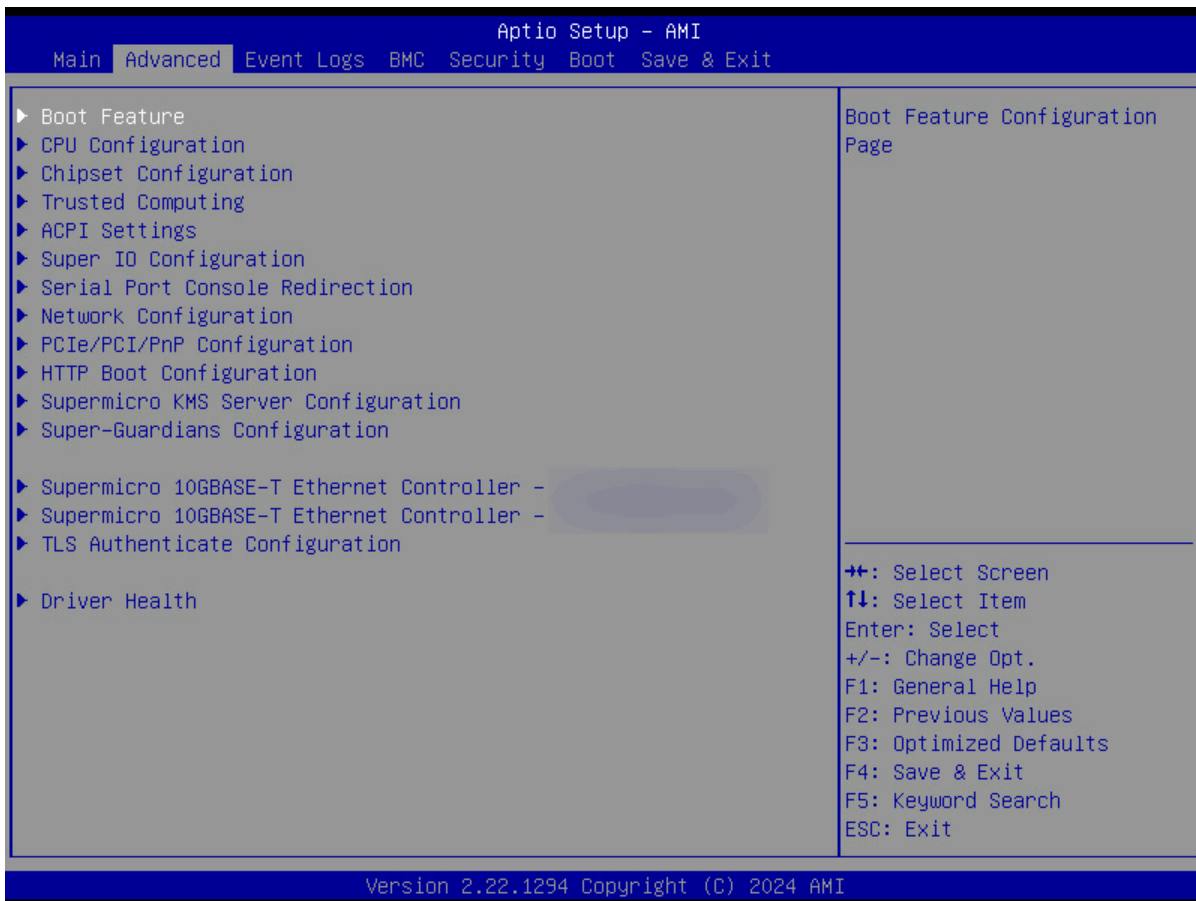 Aptio Setup – AMI
Main Advanced Event Logs BMC Security Boot Save & Exit
▶ Boot Feature
▶ CPU Configuration
▶ Chipset Configuration
▶ Trusted Computing
▶ ACPI Settings
▶ Super IO Configuration
▶ Serial Port Console Redirection
▶ Network Configuration
▶ PCIe/PCI/PnP Configuration
▶ HTTP Boot Configuration
▶ Supermicro KMS Server Configuration
▶ Super-Guardians Configuration
▶ Supermicro 10GBASE-T Ethernet Controller –
▶ Supermicro 10GBASE-T Ethernet Controller –
▶ TLS Authenticate Configuration
▶ Driver Health
Boot Feature Configuration
Page
→←: Select Screen
↑↓: Select Item
Enter: Select
+/-: Change Opt.
F1: General Help
F2: Previous Values
F3: Optimized Defaults
F4: Save & Exit
F5: Keyword Search
ESC: Exit
Version 2.22.1294 Copyright (C) 2024 AMI